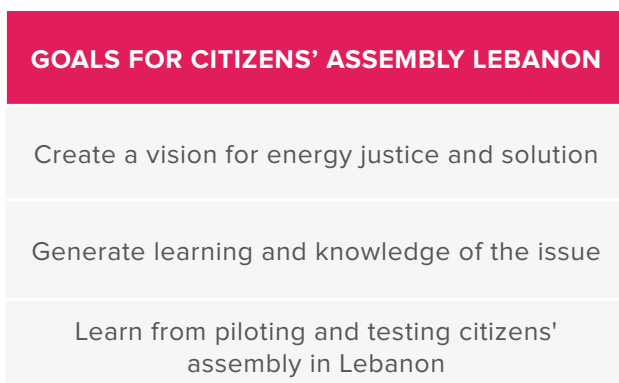 GOALS FOR CITIZENS’ ASSEMBLY LEBANON
Create a vision for energy justice and solution
Generate learning and knowledge of the issue
Learn from piloting and testing citizens'
assembly in Lebanon